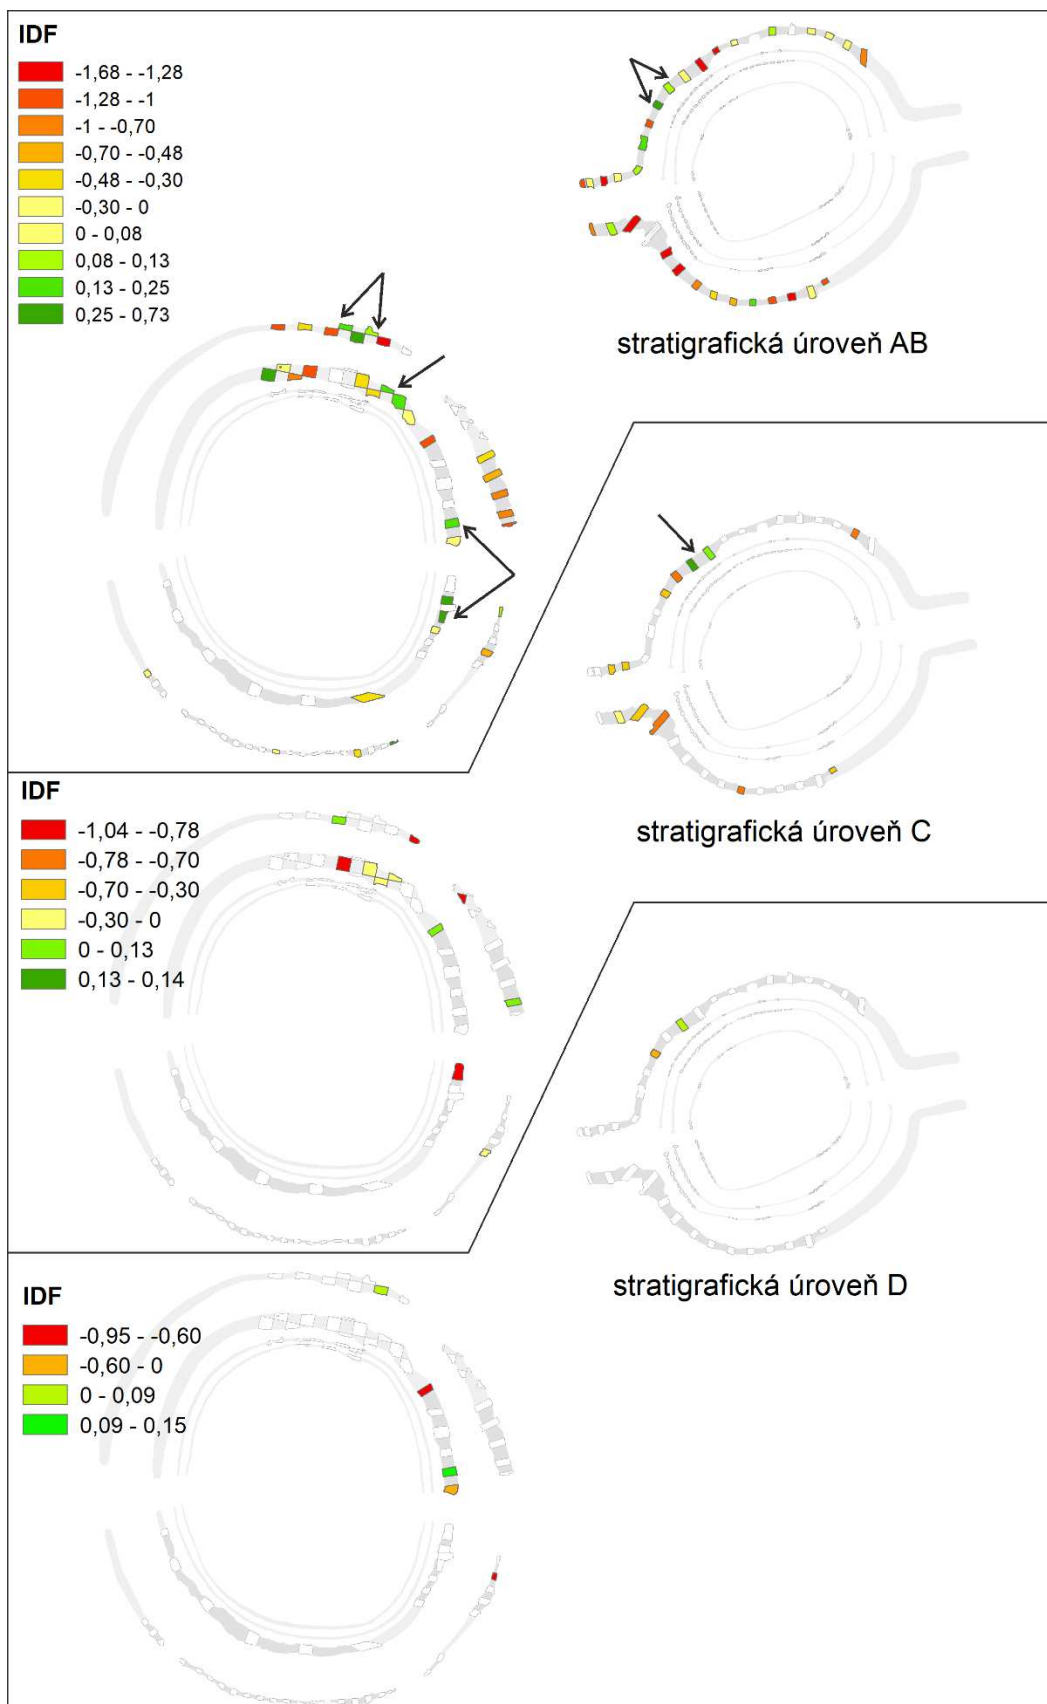 IDF
-1,68 - -1,28
-1,28 - -1
-1 - -0,70
-0,70 - -0,48
-0,48 - -0,30
-0,30 - 0
0 - 0,08
0,08 - 0,13
0,13 - 0,25
0,25 - 0,73
stratigrafická úroveň AB
IDF
-1,04 - -0,78
-0,78 - -0,70
-0,70 - -0,30
-0,30 - 0
0 - 0,13
0,13 - 0,14
stratigrafická úroveň C
IDF
-0,95 - -0,60
-0,60 - 0
0 - 0,09
0,09 - 0,15
stratigrafická úroveň D